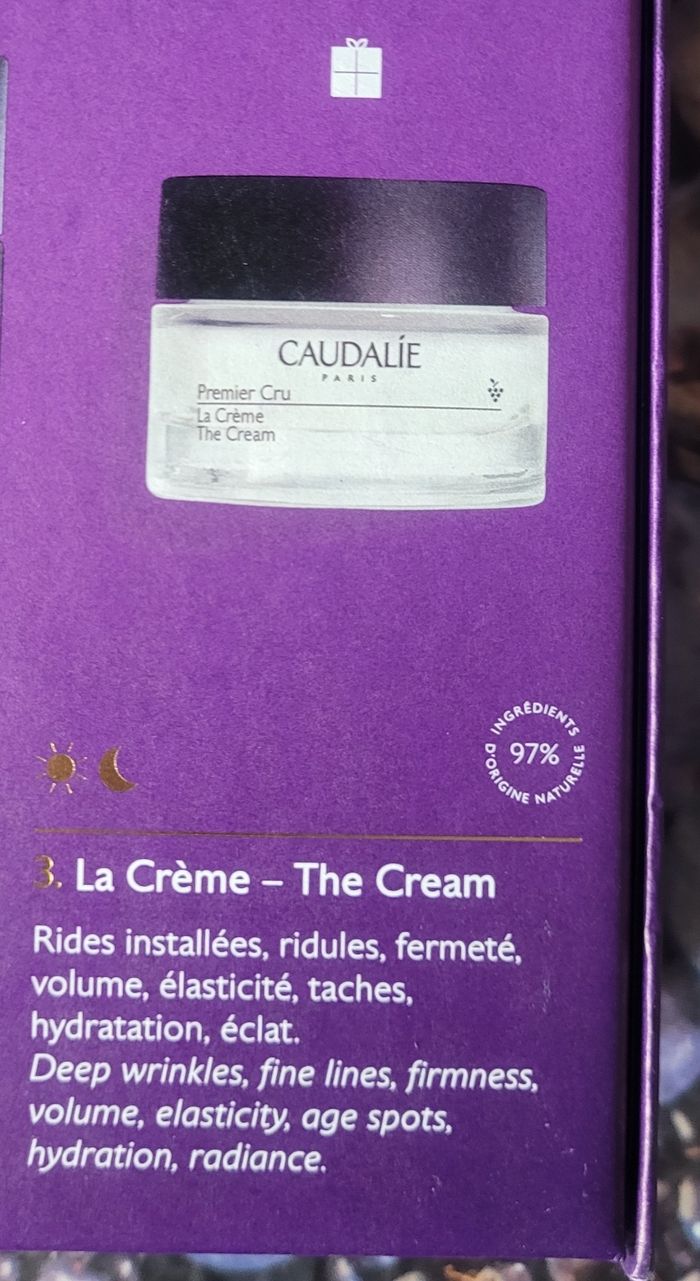 CAUDALÍE
PARIS
Premier Cru
La Crème
The Cream
INGRÉDIENTS
97%
D'ORIGINE NATURELLE
3. La Crème – The Cream
Rides installées, ridules, fermeté,
volume, élasticité, taches,
hydratation, éclat.
Deep wrinkles, fine lines, firmness,
volume, elasticity, age spots,
hydration, radiance.